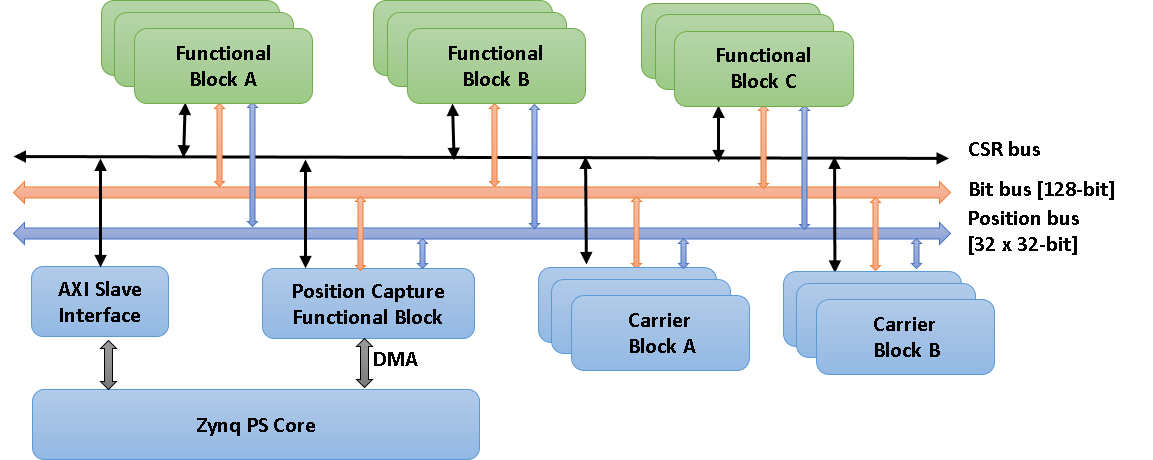 Functional
Block A
Functional
Block B
Functional
Block C
CSR bus
Bit bus [128-bit]
Position bus
[32 x 32-bit]
AXI Slave
Interface
Position Capture
Functional Block
Carrier
Block A
Carrier
Block B
DMA
Zynq PS Core